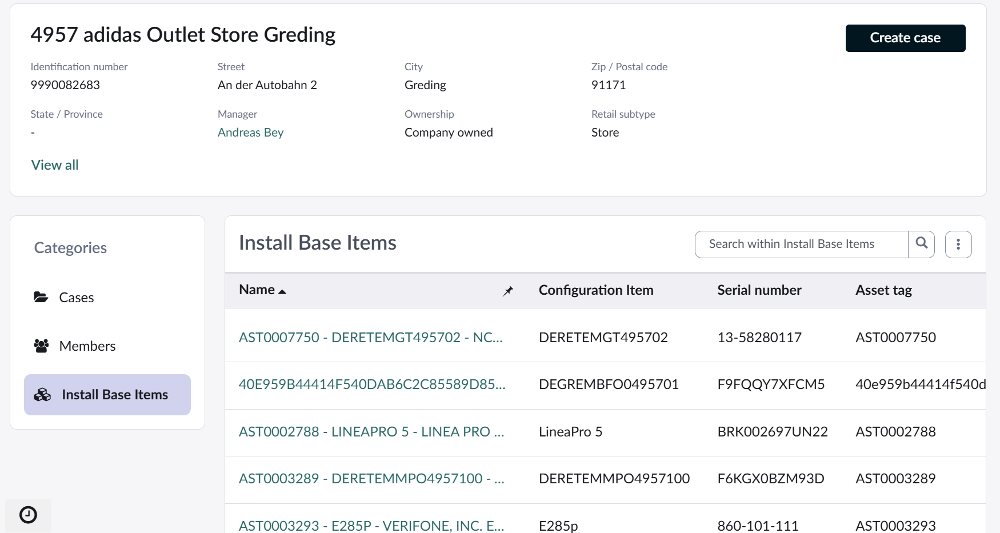 4957 adidas Outlet Store Greding
Create case
Identification number
9990082683
Street
An der Autobahn 2
City
Greding
Zip / Postal code
91171
State / Province
-
Manager
Andreas Bey
Ownership
Company owned
Retail subtype
Store
View all
Categories
Cases
Members
Install Base Items
Install Base Items
Search within Install Base Items
Name Configuration Item Serial number Asset tag
AST0007750 - DERETEMGT495702 - NC... DERETEMGT495702 13-58280117 AST0007750
40E959B44414F540DAB6C2C85589D85... DEGREMBFO0495701 F9FQQY7XFCM5 40e959b44414f540d
AST0002788 - LINEAPRO 5 - LINEA PRO ... LineaPro 5 BRK002697UN22 AST0002788
AST0003289 - DERETEMMPO4957100 - ... DERETEMMPO4957100 F6KGX0BZM93D AST0003289
AST0003293 - E285P - VERIFONE, INC. E... E285p 860-101-111 AST0003293